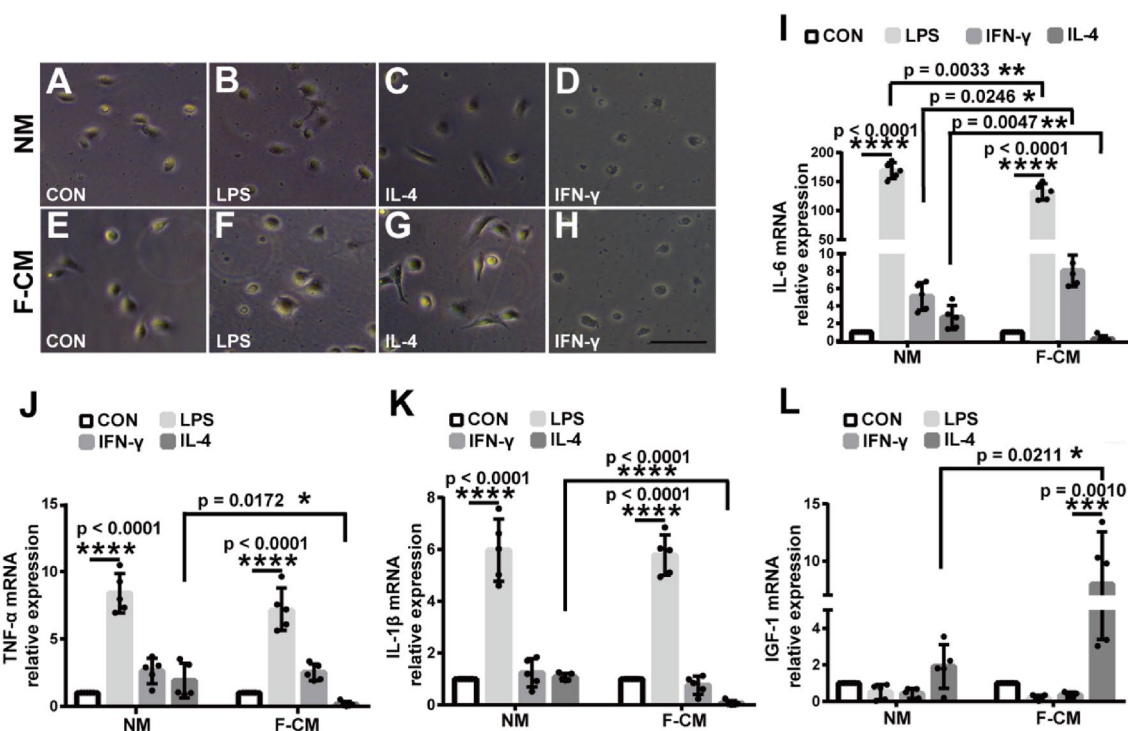 I
CON LPS IFN-γ IL-4
NM
A B C D
CON LPS IL-4 IFN-γ
F-CM
E F G H
CON LPS IL-4 IFN-γ
p = 0.0033 **
p = 0.0246 *
p = 0.0047 **
p < 0.0001
****
p < 0.0001
****
IL-6 mRNA
relative expression
200
150
100
50
10
8
6
4
2
0
NM F-CM
J
CON LPS
IFN-γ IL-4
p = 0.0172 *
p < 0.0001
****
p < 0.0001
****
TNF-α mRNA
relative expression
15
10
5
0
NM F-CM
K
CON LPS
IFN-γ IL-4
p < 0.0001
****
p < 0.0001
****
p < 0.0001
****
IL-1β mRNA
relative expression
8
6
4
2
0
NM F-CM
L
CON LPS
IFN-γ IL-4
p = 0.0211 *
p = 0.0010
***
IGF-1 mRNA
relative expression
15
10
6
4
2
0
NM F-CM